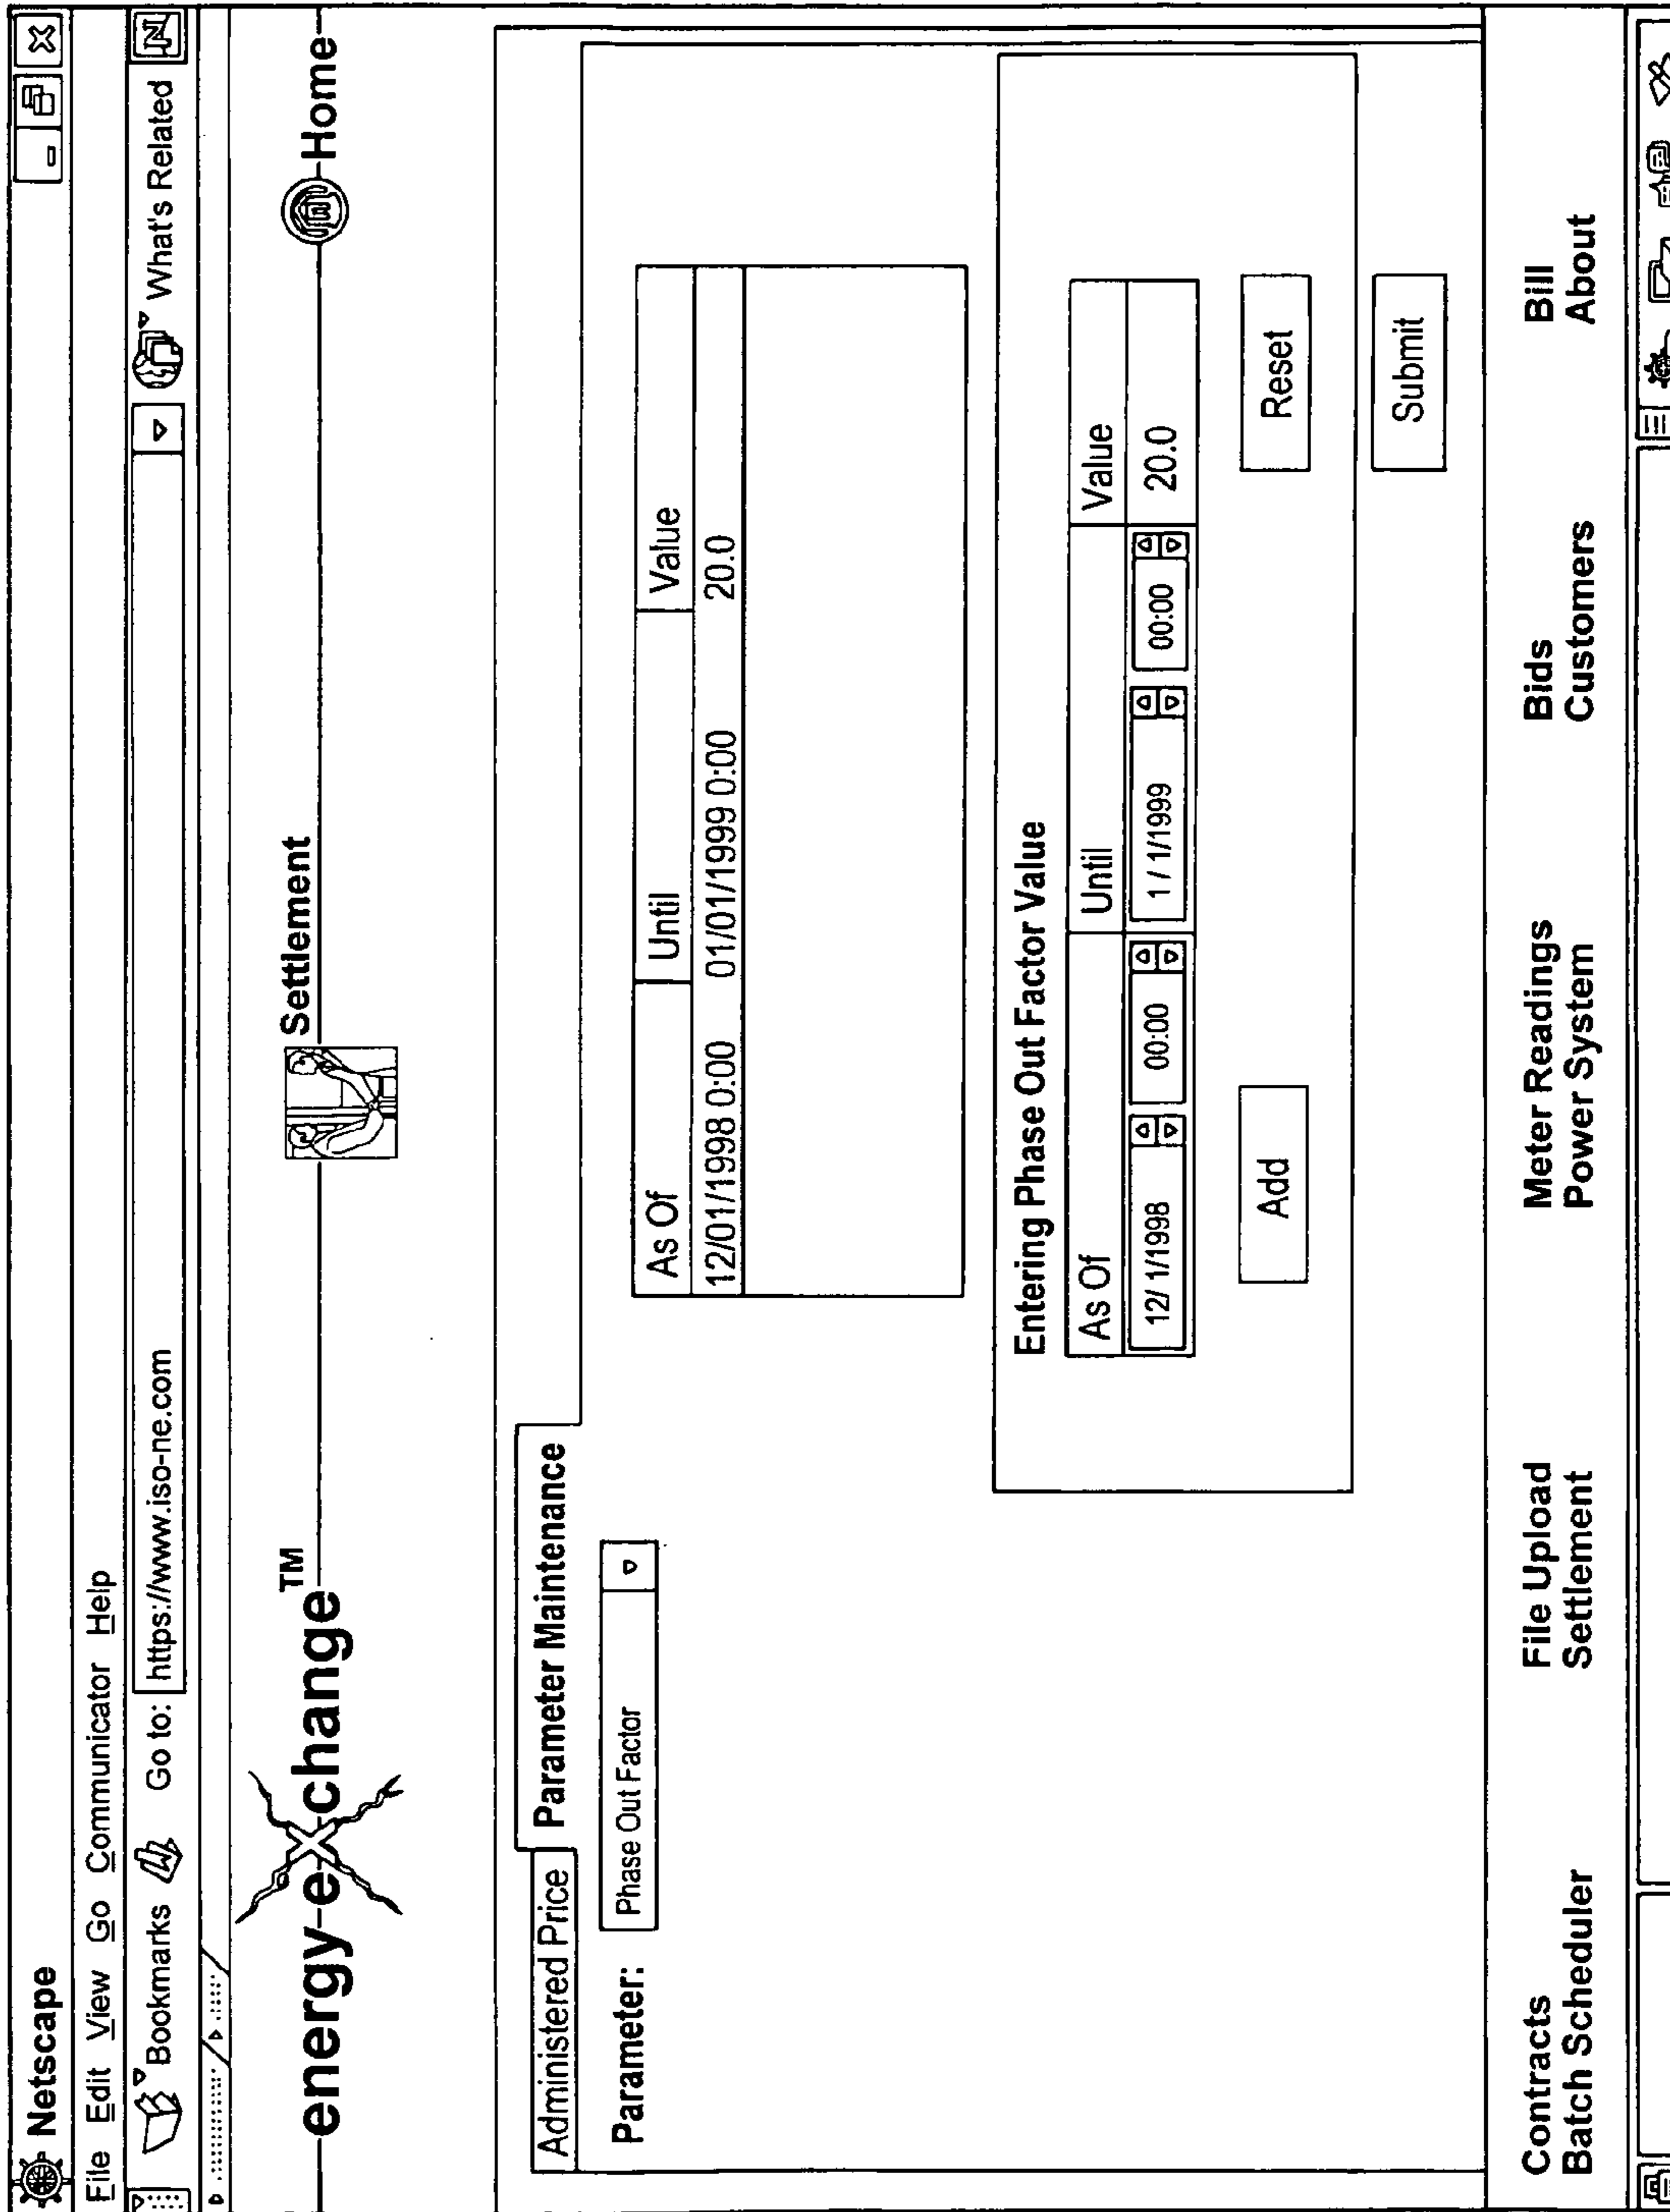 Netscape
File Edit View Go Communicator Help
Bookmarks Go to: https://www.iso-ne.com What's Related N
energy-eXchange™ Settlement Home
Administered Price Parameter Maintenance
Parameter: Phase Out Factor
As Of Until Value
12/01/1998 0:00 01/01/1999 0:00 20.0
Entering Phase Out Factor Value
As Of Until Value
12/ 1/1998 00:00 1/ 1/1999 00:00 20.0
Add Reset
Submit
Contracts File Upload Meter Readings Bids Bill
Batch Scheduler Settlement Power System Customers About